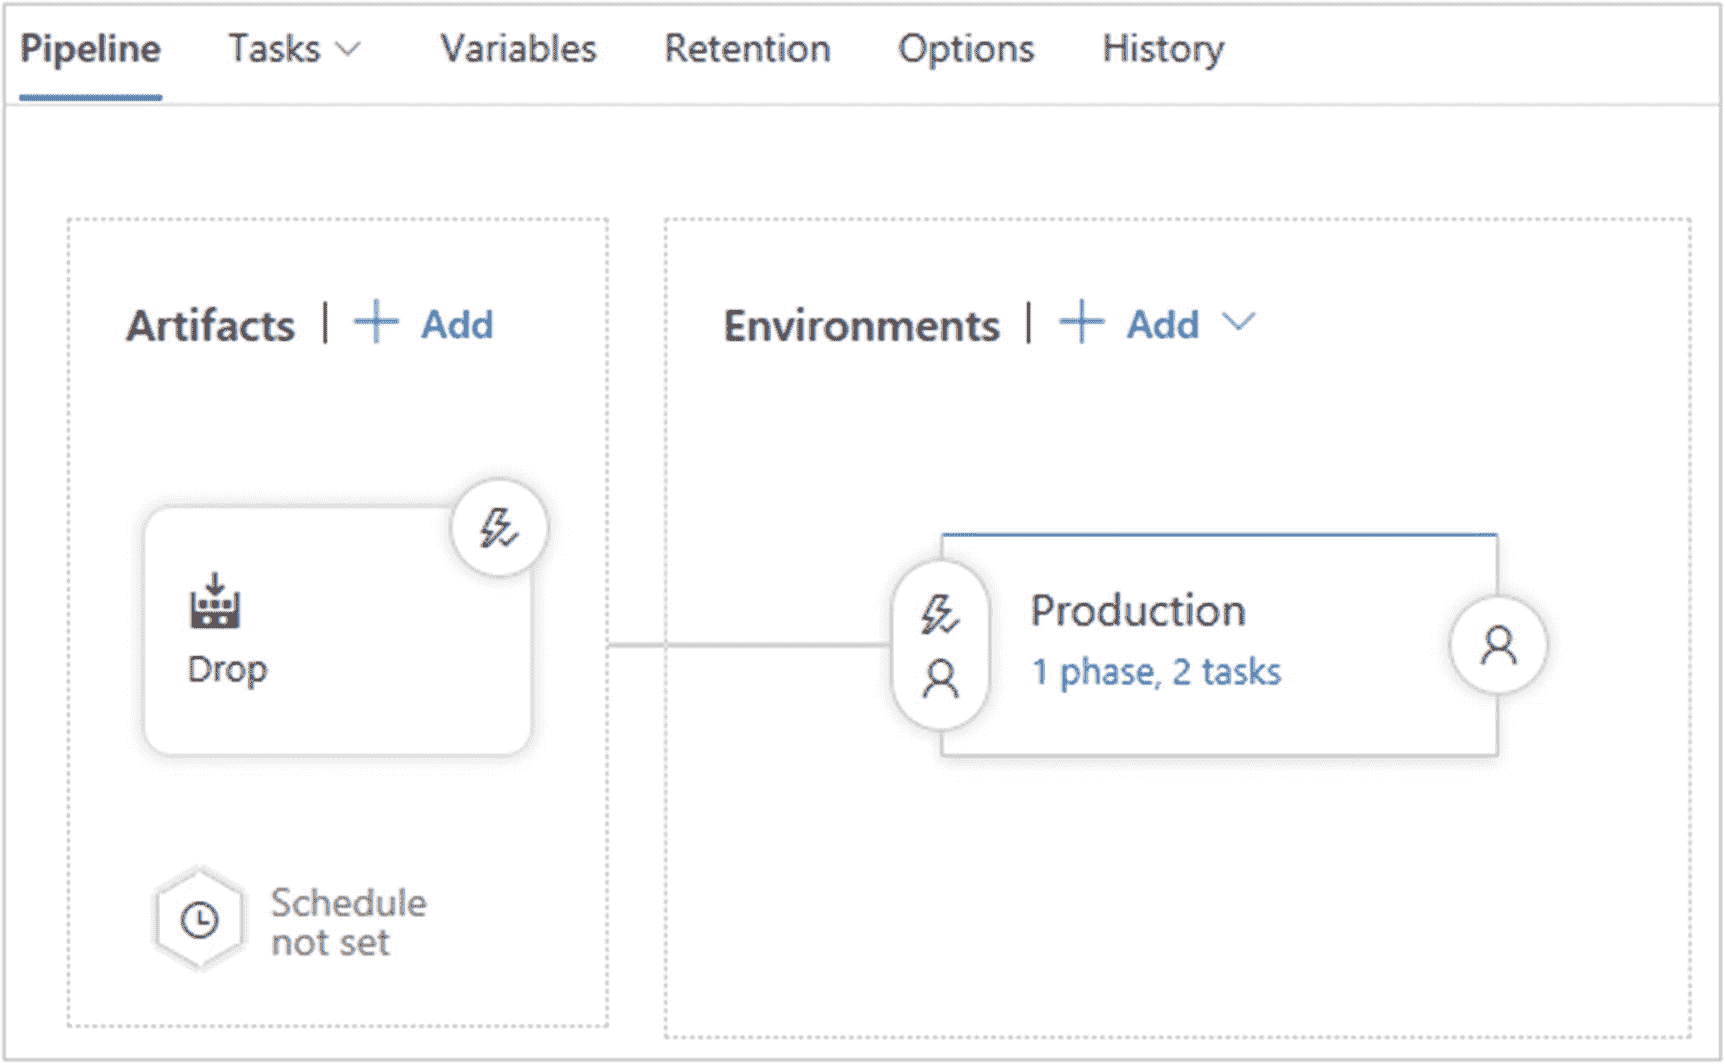 Pipeline Tasks Variables Retention Options History
Artifacts | + Add
Environments | + Add
Drop
Production
1 phase, 2 tasks
Schedule
not set